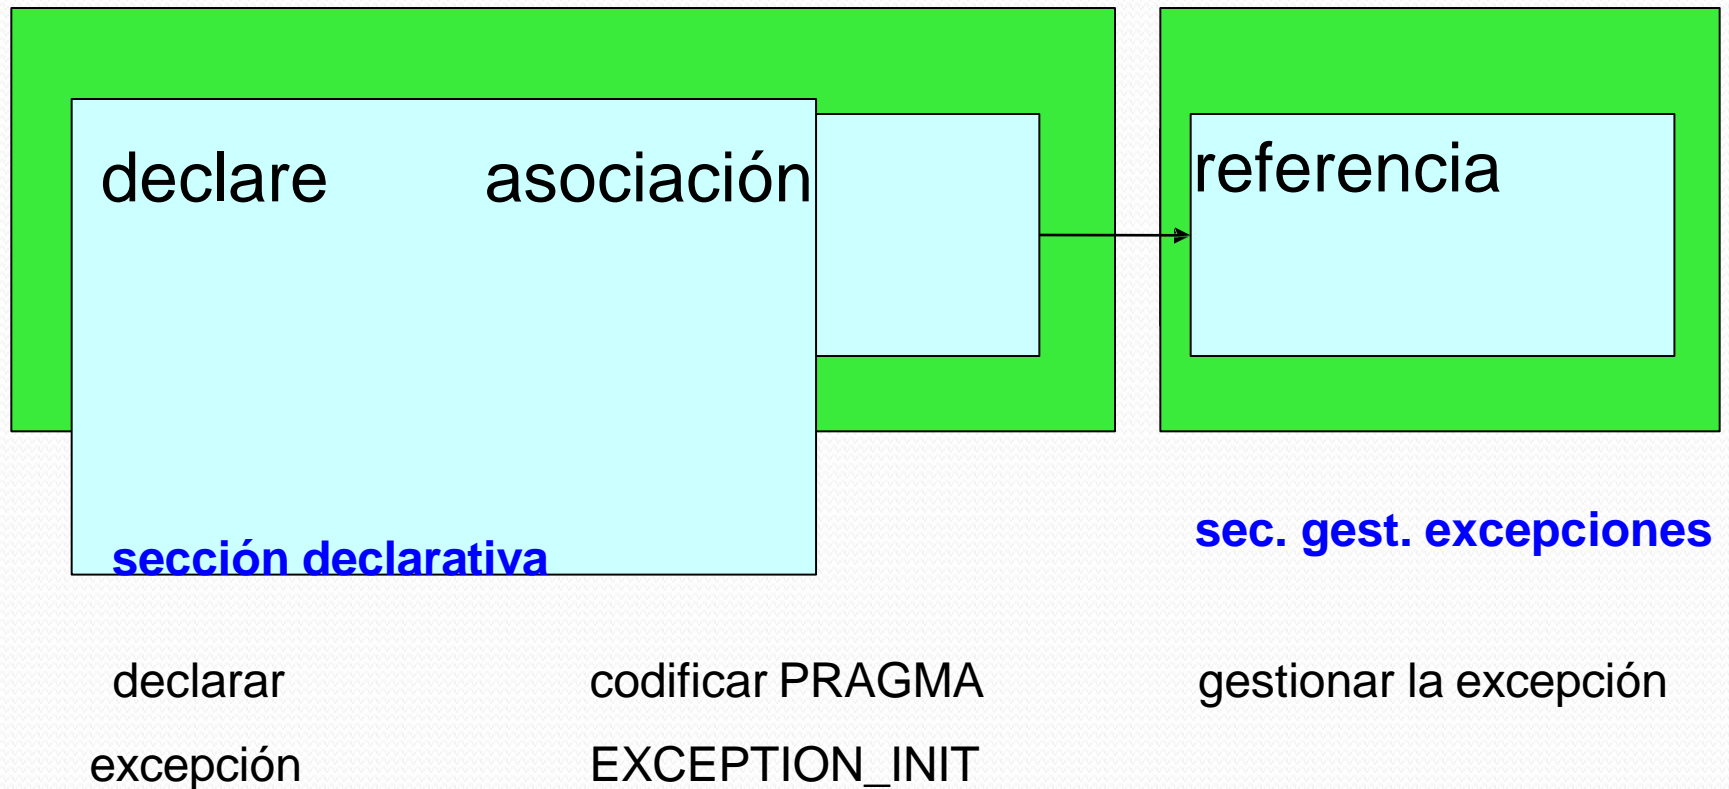 declare asociación referencia
sección declarativa sec. gest. excepciones
declarar codificar PRAGMA gestionar la excepción
excepción EXCEPTION_INIT